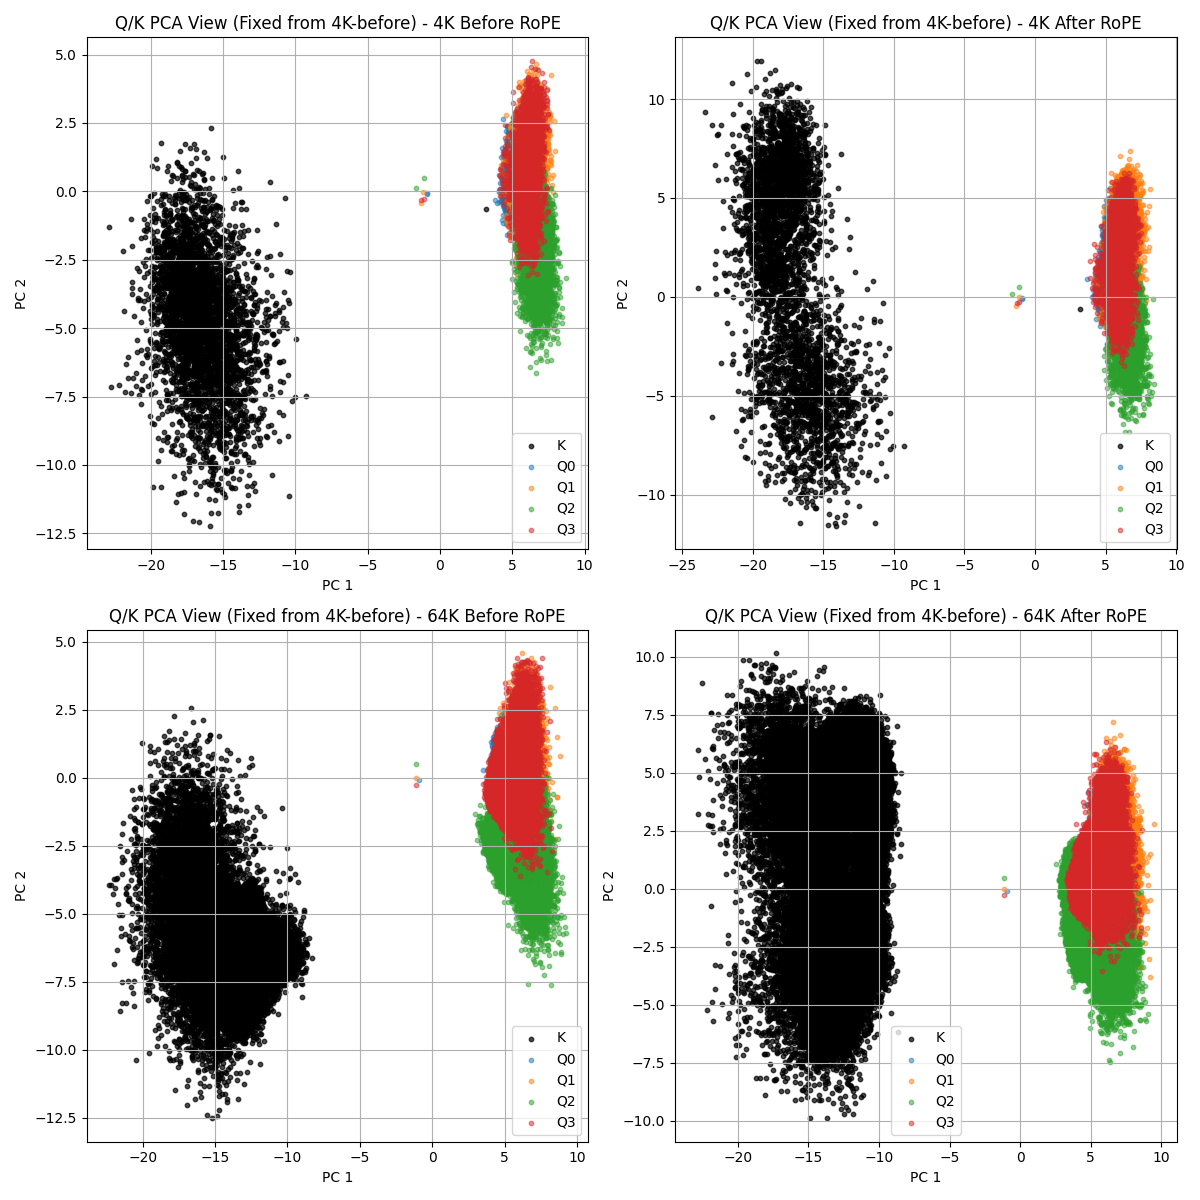 Q/K PCA View (Fixed from 4K-before) - 4K Before RoPE
5.0
2.5
0.0
−2.5
−5.0
−7.5
−10.0
−12.5
PC 2
−20
−15
−10
−5
0
5
10
PC 1
K
Q0
Q1
Q2
Q3
Q/K PCA View (Fixed from 4K-before) - 4K After RoPE
10
5
0
−5
−10
PC 2
−25
−20
−15
−10
−5
0
5
10
PC 1
K
Q0
Q1
Q2
Q3
Q/K PCA View (Fixed from 4K-before) - 64K Before RoPE
5.0
2.5
0.0
−2.5
−5.0
−7.5
−10.0
−12.5
PC 2
−20
−15
−10
−5
0
5
10
PC 1
K
Q0
Q1
Q2
Q3
Q/K PCA View (Fixed from 4K-before) - 64K After RoPE
10.0
7.5
5.0
2.5
0.0
−2.5
−5.0
−7.5
−10.0
PC 2
−20
−15
−10
−5
0
5
10
PC 1
K
Q0
Q1
Q2
Q3